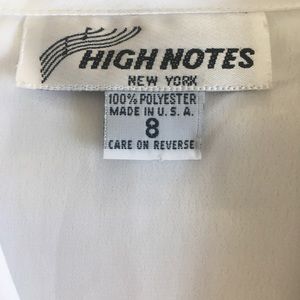 HIGH NOTES
NEW YORK
100% POLYESTER
MADE IN U.S.A.
8
CARE ON REVERSE